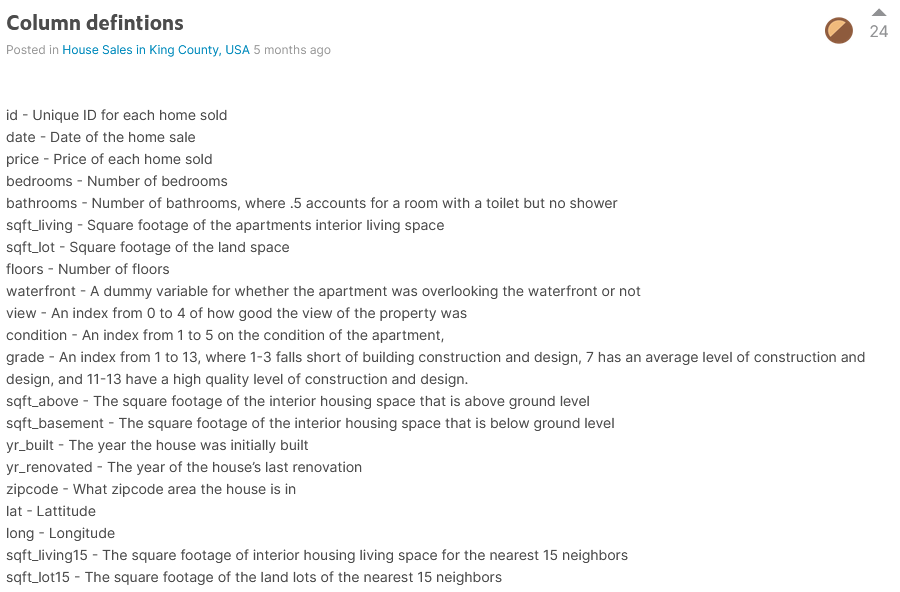 Column defintions
Posted in House Sales in King County, USA 5 months ago
24
id - Unique ID for each home sold
date - Date of the home sale
price - Price of each home sold
bedrooms - Number of bedrooms
bathrooms - Number of bathrooms, where .5 accounts for a room with a toilet but no shower
sqft_living - Square footage of the apartments interior living space
sqft_lot - Square footage of the land space
floors - Number of floors
waterfront - A dummy variable for whether the apartment was overlooking the waterfront or not
view - An index from 0 to 4 of how good the view of the property was
condition - An index from 1 to 5 on the condition of the apartment,
grade - An index from 1 to 13, where 1-3 falls short of building construction and design, 7 has an average level of construction and
design, and 11-13 have a high quality level of construction and design.
sqft_above - The square footage of the interior housing space that is above ground level
sqft_basement - The square footage of the interior housing space that is below ground level
yr_built - The year the house was initially built
yr_renovated - The year of the house’s last renovation
zipcode - What zipcode area the house is in
lat - Lattitude
long - Longitude
sqft_living15 - The square footage of interior housing living space for the nearest 15 neighbors
sqft_lot15 - The square footage of the land lots of the nearest 15 neighbors